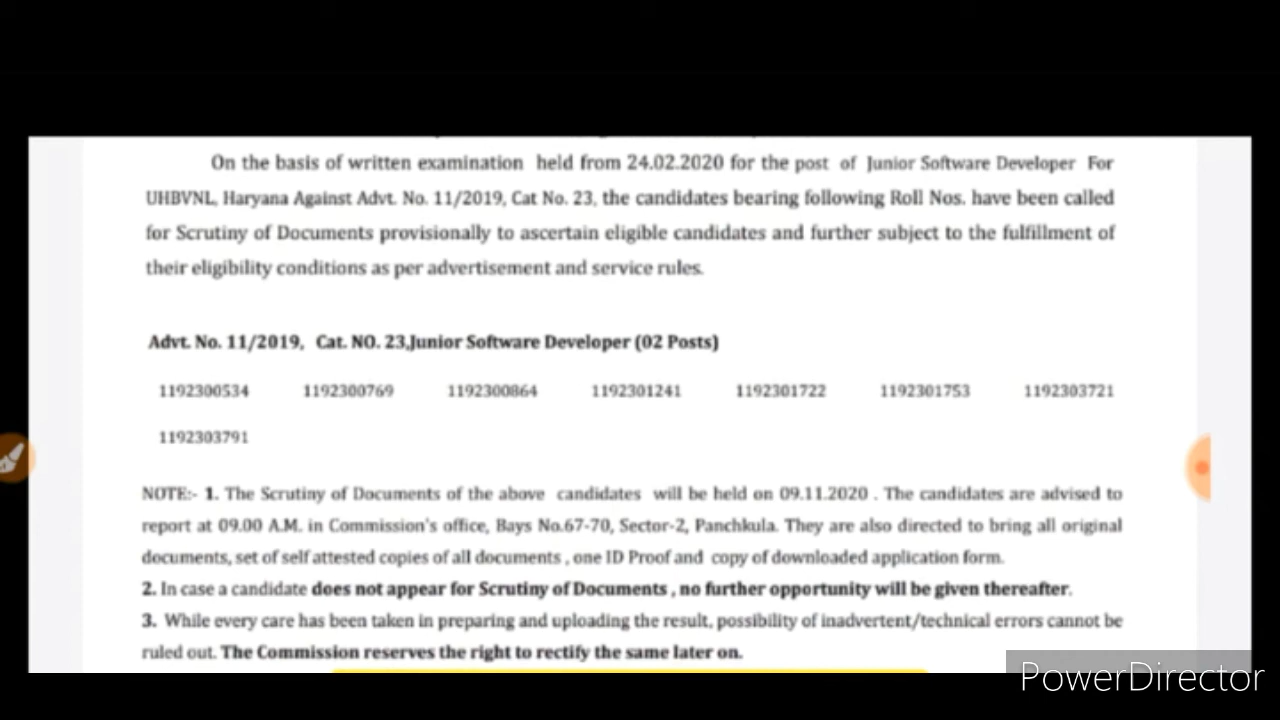 On the basis of written examination held from 24.02.2020 for the post of Junior Software Developer For
UHBVNL, Haryana Against Advt. No. 11/2019, Cat No. 23, the candidates bearing following Roll Nos. have been called
for Scrutiny of Documents provisionally to ascertain eligible candidates and further subject to the fulfillment of
their eligibility conditions as per advertisement and service rules.
Advt. No. 11/2019, Cat. NO. 23,Junior Software Developer (02 Posts)
1192300534 1192300769 1192300864 1192301241 1192301722 1192301753 1192303721
1192303791
NOTE:- 1. The Scrutiny of Documents of the above candidates will be held on 09.11.2020 . The candidates are advised to
report at 09.00 A.M. in Commission's office, Bays No.67-70, Sector-2, Panchkula. They are also directed to bring all original
documents, set of self attested copies of all documents , one ID Proof and copy of downloaded application form.
2. In case a candidate does not appear for Scrutiny of Documents , no further opportunity will be given thereafter.
3. While every care has been taken in preparing and uploading the result, possibility of inadvertent/technical errors cannot be
ruled out. The Commission reserves the right to rectify the same later on.
PowerDirector